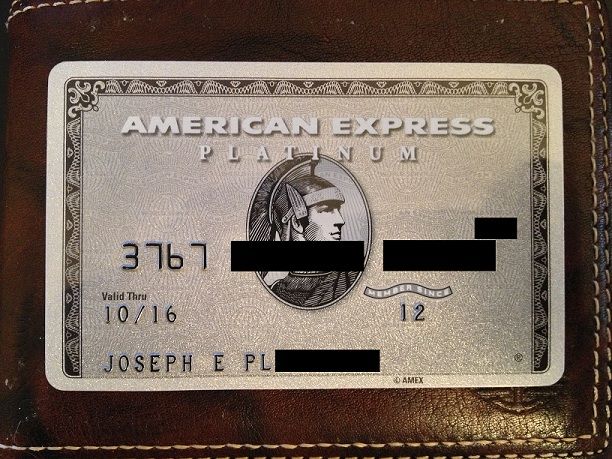 AMERICAN EXPRESS
PLATINUM
3767
MEMBER SINCE
Valid Thru
10/16 12
JOSEPH E PL
®
© AMEX